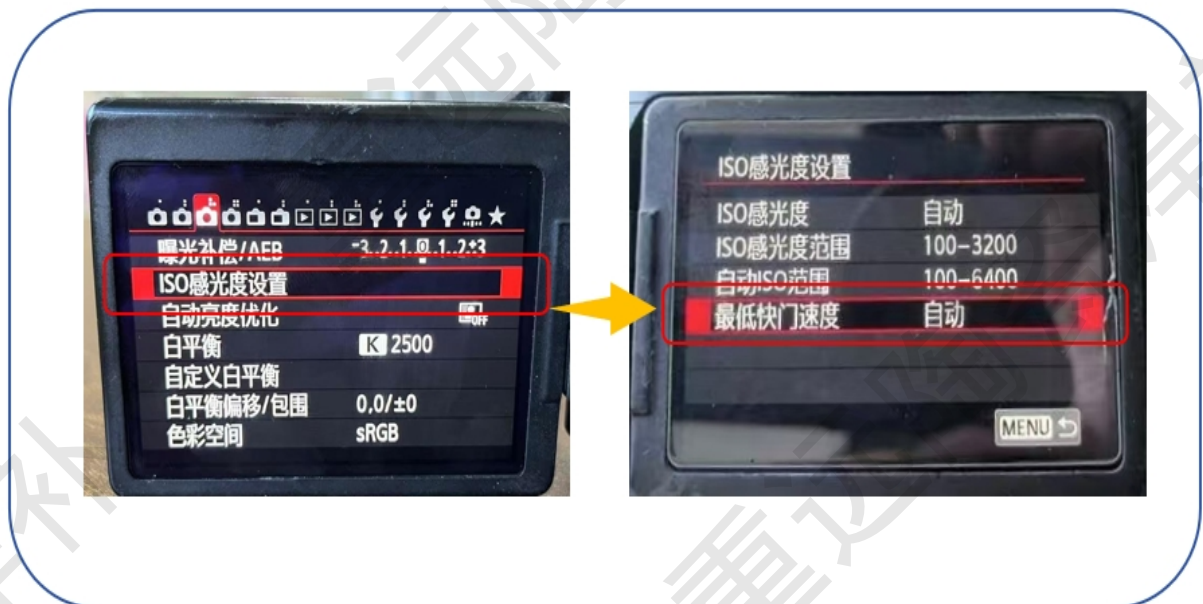 曝光补偿/AEB -3..2..1..0..1..2.+3
ISO感光度设置
自动亮度优化 OFF
白平衡 K 2500
自定义白平衡
白平衡偏移/包围 0,0/±0
色彩空间 sRGB
ISO感光度设置
ISO感光度 自动
ISO感光度范围 100-3200
自动ISO范围 100-6400
最低快门速度 自动
MENU